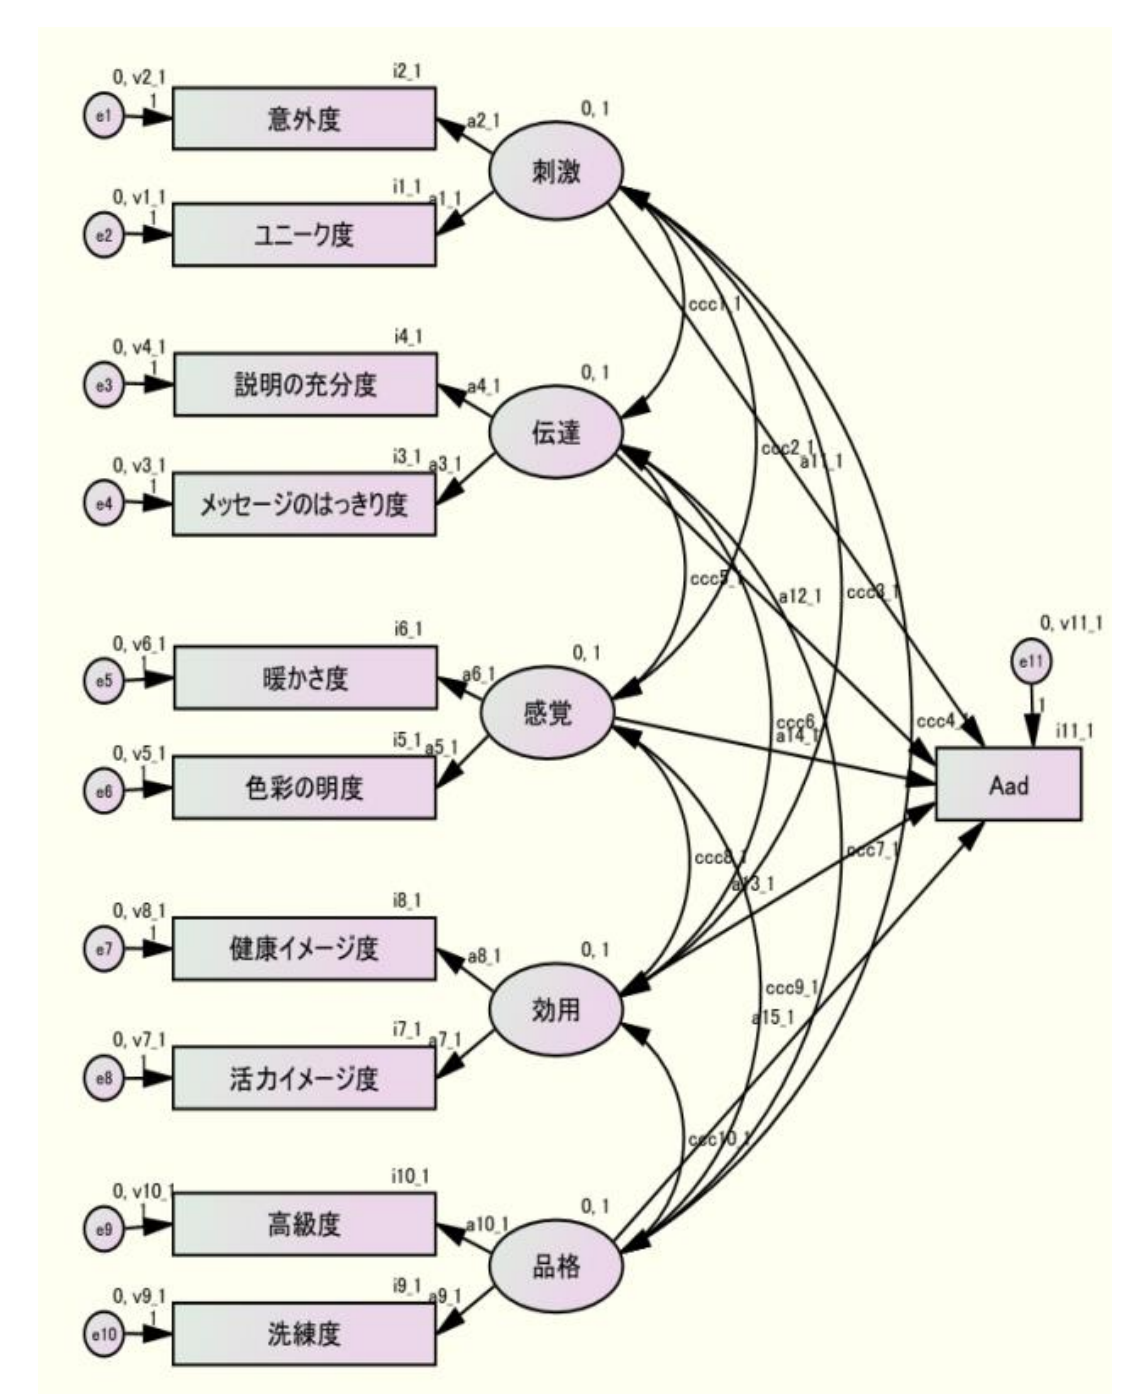 0, v2_1
i2_1
1
e1
意外度
a2_1
0, 1
刺激
0, v1_1
i1_1
a1_1
1
e2
ユニーク度
ccc1_1
0, v4_1
i4_1
1
e3
説明の充分度
a4_1
0, 1
伝達
0, v3_1
i3_1
a3_1
1
e4
メッセージのはっきり度
ccc2_1
a11_1
ccc5_1
a12_1
ccc3_1
0, v6_1
i6_1
1
e5
暖かさ度
a6_1
0, 1
感覚
0, v11_1
e11
1
i11_1
Aad
ccc6
a14_1
ccc4_1
0, v5_1
i5_1
a5_1
1
e6
色彩の明度
ccc8_1
a13_1
ccc7_1
0, v8_1
i8_1
1
e7
健康イメージ度
a8_1
0, 1
効用
ccc9_1
a15_1
0, v7_1
i7_1
a7_1
1
e8
活力イメージ度
ccc10_1
0, v10_1
i10_1
1
e9
高級度
a10_1
0, 1
品格
0, v9_1
i9_1
a9_1
1
e10
洗練度